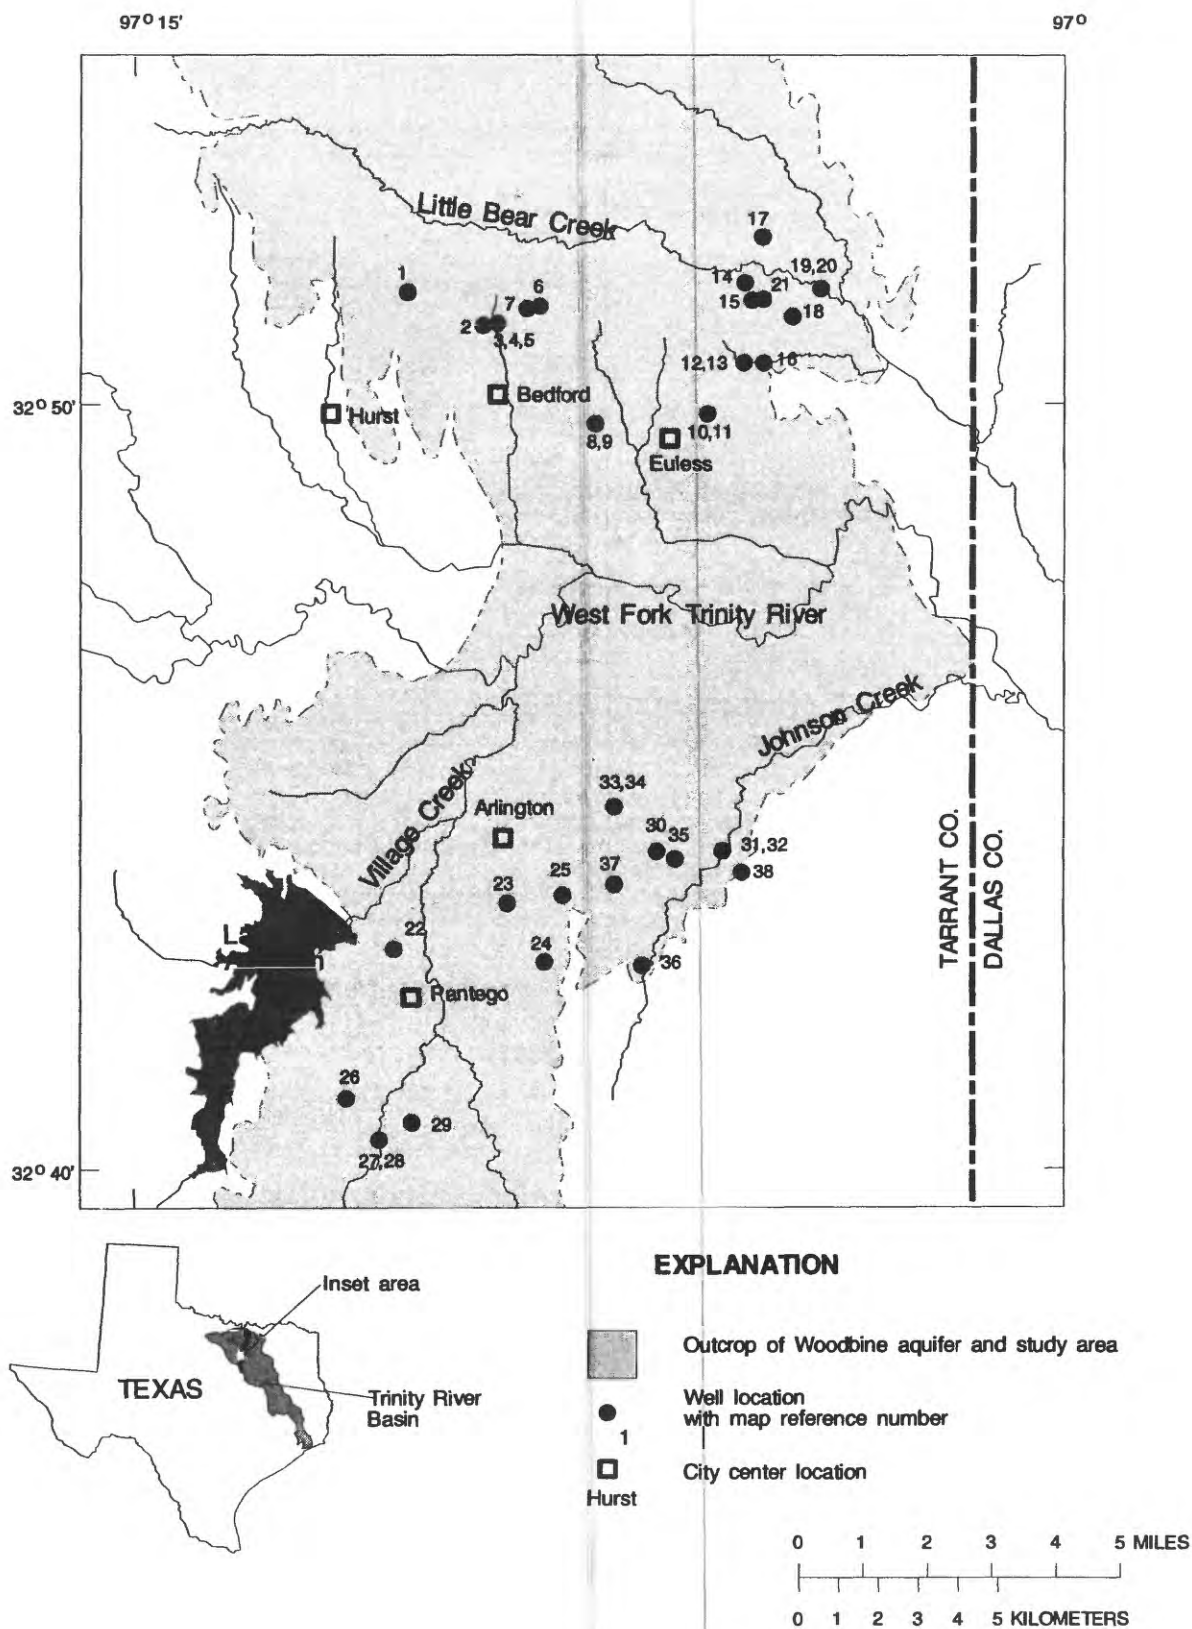 97° 15'
97°
Little Bear Creek
17
1
14
19,20
6
7
21
15
18
2
3,4,5
12,13
16
Bedford
32° 50'
Hurst
8,9
10,11
Euless
West Fork Trinity River
Johnson Creek
33,34
Village Creek
Arlington
30
35
31,32
TARRANT CO.
DALLAS CO.
25
37
38
23
22
24
36
Pantego
26
29
27,28
32° 40'
EXPLANATION
Inset area
Outcrop of Woodbine aquifer and study area
TEXAS
Trinity River
Basin
Well location
with map reference number
1
City center location
Hurst
0 1 2 3 4 5 MILES
0 1 2 3 4 5 KILOMETERS